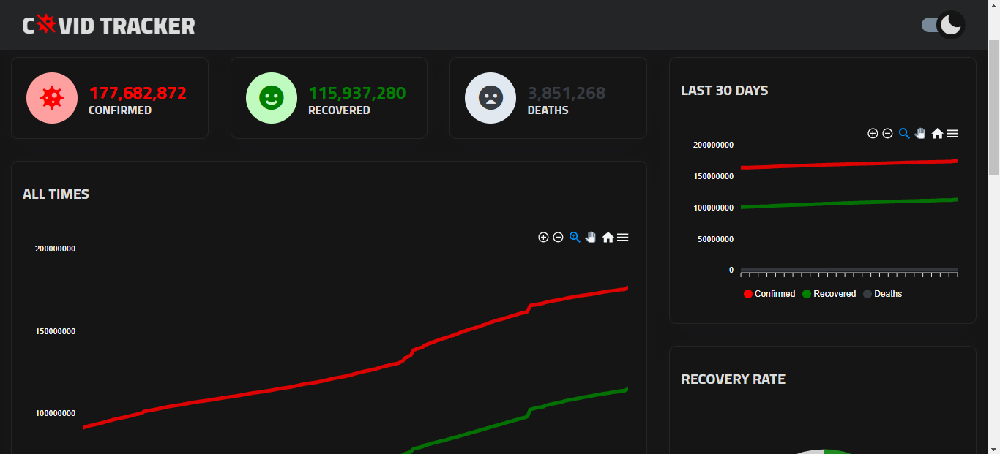 C VID TRACKER
177,682,872
CONFIRMED
115,937,280
RECOVERED
3,851,268
DEATHS
ALL TIMES
200000000
150000000
100000000
LAST 30 DAYS
200000000
150000000
100000000
50000000
0
Confirmed Recovered Deaths
RECOVERY RATE